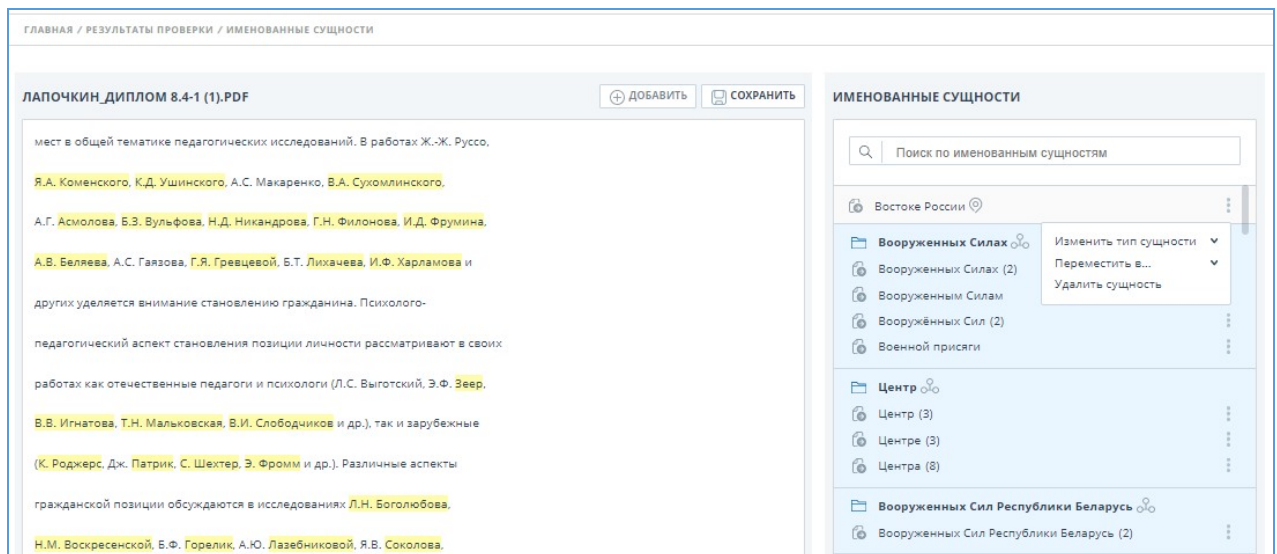 ГЛАВНАЯ / РЕЗУЛЬТАТЫ ПРОВЕРКИ / ИМЕНОВАННЫЕ СУЩНОСТИ
ЛАПОЧКИН_ДИПЛОМ 8.4-1 (1).PDF
ДОБАВИТЬ
СОХРАНИТЬ
мест в общей тематике педагогических исследований. В работах Ж.-Ж. Руссо,
Я.А. Коменского, К.Д. Ушинского, А.С. Макаренко, В.А. Сухомлинского,
А.Г. Асмолова, Б.З. Вульфова, Н.Д. Никандрова, Г.Н. Филонова, И.Д. Фрумина,
А.В. Беляева, А.С. Гаязова, Г.Я. Гревцевой, Б.Т. Лихачева, И.Ф. Харламова и
других уделяется внимание становлению гражданина. Психолого-
педагогический аспект становления позиции личности рассматривают в своих
работах как отечественные педагоги и психологи (Л.С. Выготский, Э.Ф. Зеер,
В.В. Игнатова, Т.Н. Мальковская, В.И. Слободчиков и др.), так и зарубежные
(К. Роджерс, Дж. Патрик, С. Шехтер, Э. Фромм и др.). Различные аспекты
гражданской позиции обсуждаются в исследованиях Л.Н. Боголюбова,
Н.М. Воскресенской, Б.Ф. Горелик, А.Ю. Лазебниковой, Я.В. Соколова,
ИМЕНОВАННЫЕ СУЩНОСТИ
Поиск по именованным сущностям
Востоке России
Вооруженных Силах
Вооруженных Силах (2)
Вооруженным Силам
Вооружённых Сил (2)
Военной присяги
Изменить тип сущности
Переместить в...
Удалить сущность
Центр
Центр (3)
Центре (3)
Центра (8)
Вооруженных Сил Республики Беларусь
Вооруженных Сил Республики Беларусь (2)